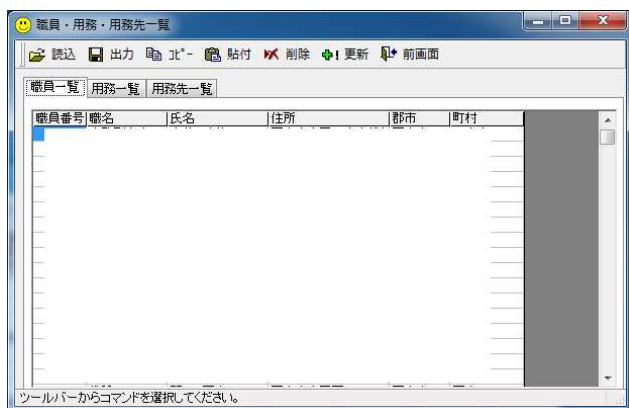 職員・用務・用務先一覧
読込 出力 ｺﾋﾟｰ 貼付 削除 更新 前画面
職員一覧 用務一覧 用務先一覧
職員番号 職名 氏名 住所 郡市 町村
ツールバーからコマンドを選択してください。